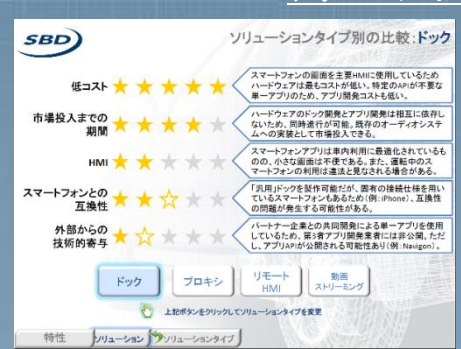 SBD
ソリューションタイプ別の比較:ドック
低コスト
スマートフォンの画面を主要HMIに使用しているため
ハードウェアは最もコストが低い。特定のAPIが不要な
単一アプリのため、アプリ開発コストも低い。
市場投入までの
期間
ハードウェアのドック開発とアプリ開発は相互に依存し
ないため、同時進行が可能。既存のオーディオシステ
ムへの実装として市場投入できる。
HMI
スマートフォンアプリは車内利用に最適化されているも
のの、小さな画面は不便である。また、運転中のス
マートフォンの利用は違法と見なされる場合がある。
スマートフォンとの
互換性
「汎用」ドックを製作可能だが、固有の接続仕様を用い
ているスマートフォンもあるため(例:iPhone)、互換性
の問題が発生する可能性がある。
外部からの
技術的寄与
パートナー企業との共同開発による単一アプリを使用
しているため、第3者アプリ開発業者には非公開。ただ
し、アプリAPIが公開される可能性あり(例:Navigon)。
ドック
プロキシ
リモート
HMI
動画
ストリーミング
上記ボタンをクリックしてソリューションタイプを変更
特性
ソリューション
ソリューションタイプ